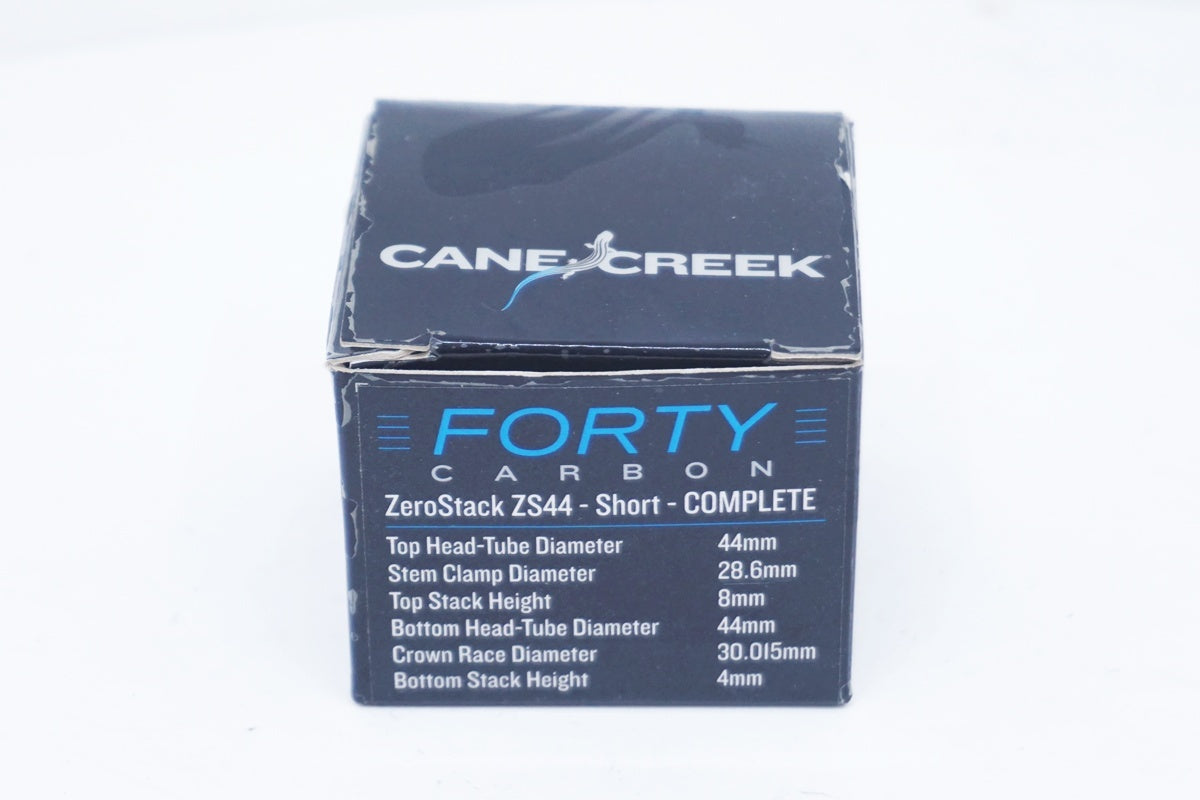 CANE CREEK
FORTY
CARBON
ZeroStack ZS44 - Short - COMPLETE
Top Head-Tube Diameter 44mm
Stem Clamp Diameter 28.6mm
Top Stack Height 8mm
Bottom Head-Tube Diameter 44mm
Crown Race Diameter 30.015mm
Bottom Stack Height 4mm